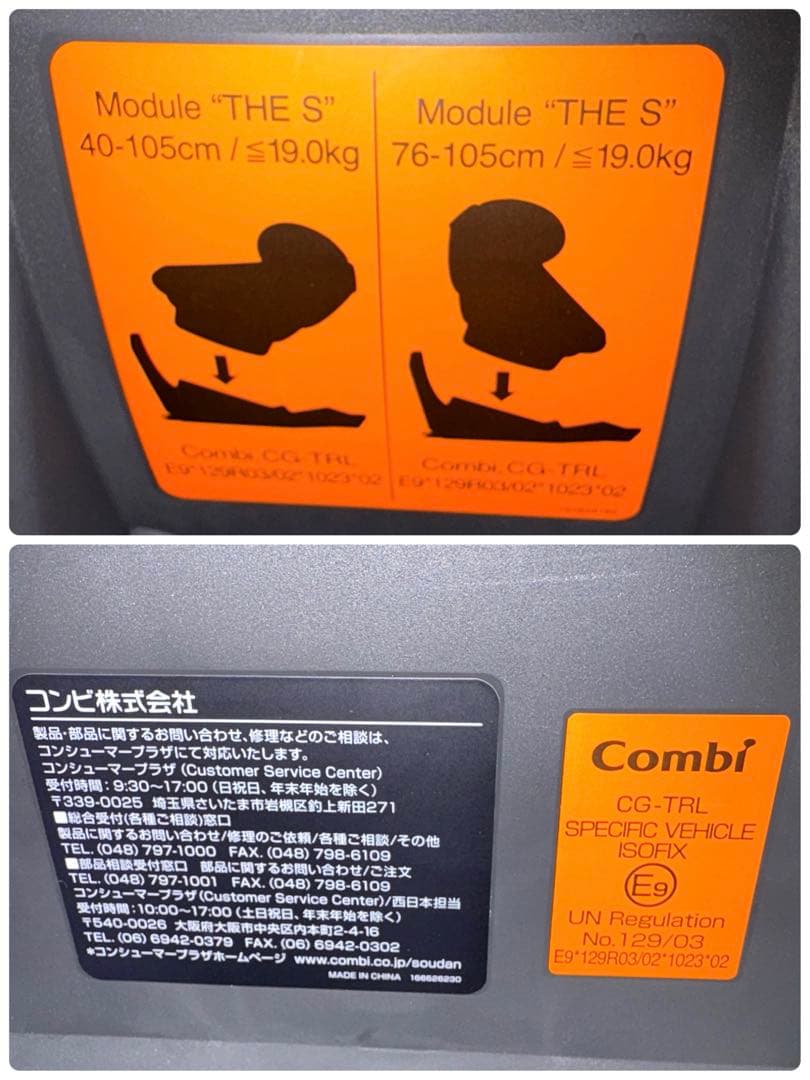 Module “THE S”
40-105cm / ≦19.0kg
Combi, CG-TRL
E9*129R03/02*1023*02
Module “THE S”
76-105cm / ≦19.0kg
Combi, CG-TRL
E9*129R03/02*1023*02
コンビ株式会社
製品・部品に関するお問い合わせ、修理などのご相談は、
コンシューマープラザにて対応いたします。
コンシューマープラザ (Customer Service Center)
受付時間：9:30〜17:00 (日祝日、年末年始を除く)
〒339-0025 埼玉県さいたま市岩槻区釣上新田271
■総合受付(各種ご相談)窓口
製品に関するお問い合わせ/修理のご依頼/各種ご相談/その他
TEL. (048) 797-1000 FAX. (048) 798-6109
■部品相談受付窓口 部品に関するお問い合わせ/ご注文
TEL. (048) 797-1001 FAX. (048) 798-6109
コンシューマープラザ(Customer Service Center)/西日本担当
受付時間：10:00〜17:00 (土日祝日、年末年始を除く)
〒540-0026 大阪府大阪市中央区内本町2-4-16
TEL. (06) 6942-0379 FAX. (06) 6942-0302
*コンシューマープラザホームページ www.combi.co.jp/soudan
MADE IN CHINA 166626230
Combi
CG-TRL
SPECIFIC VEHICLE
ISOFIX
E9
UN Regulation
No.129/03
E9*129R03/02*1023*02